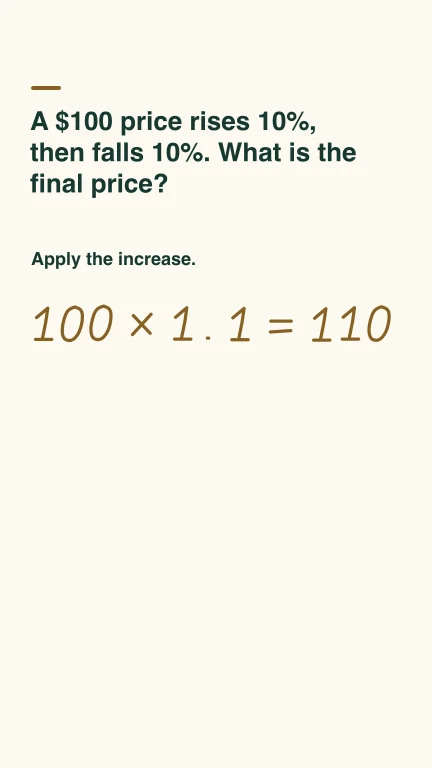 A $100 price rises 10%,
then falls 10%. What is the
final price?
Apply the increase.
100 × 1.1 = 110